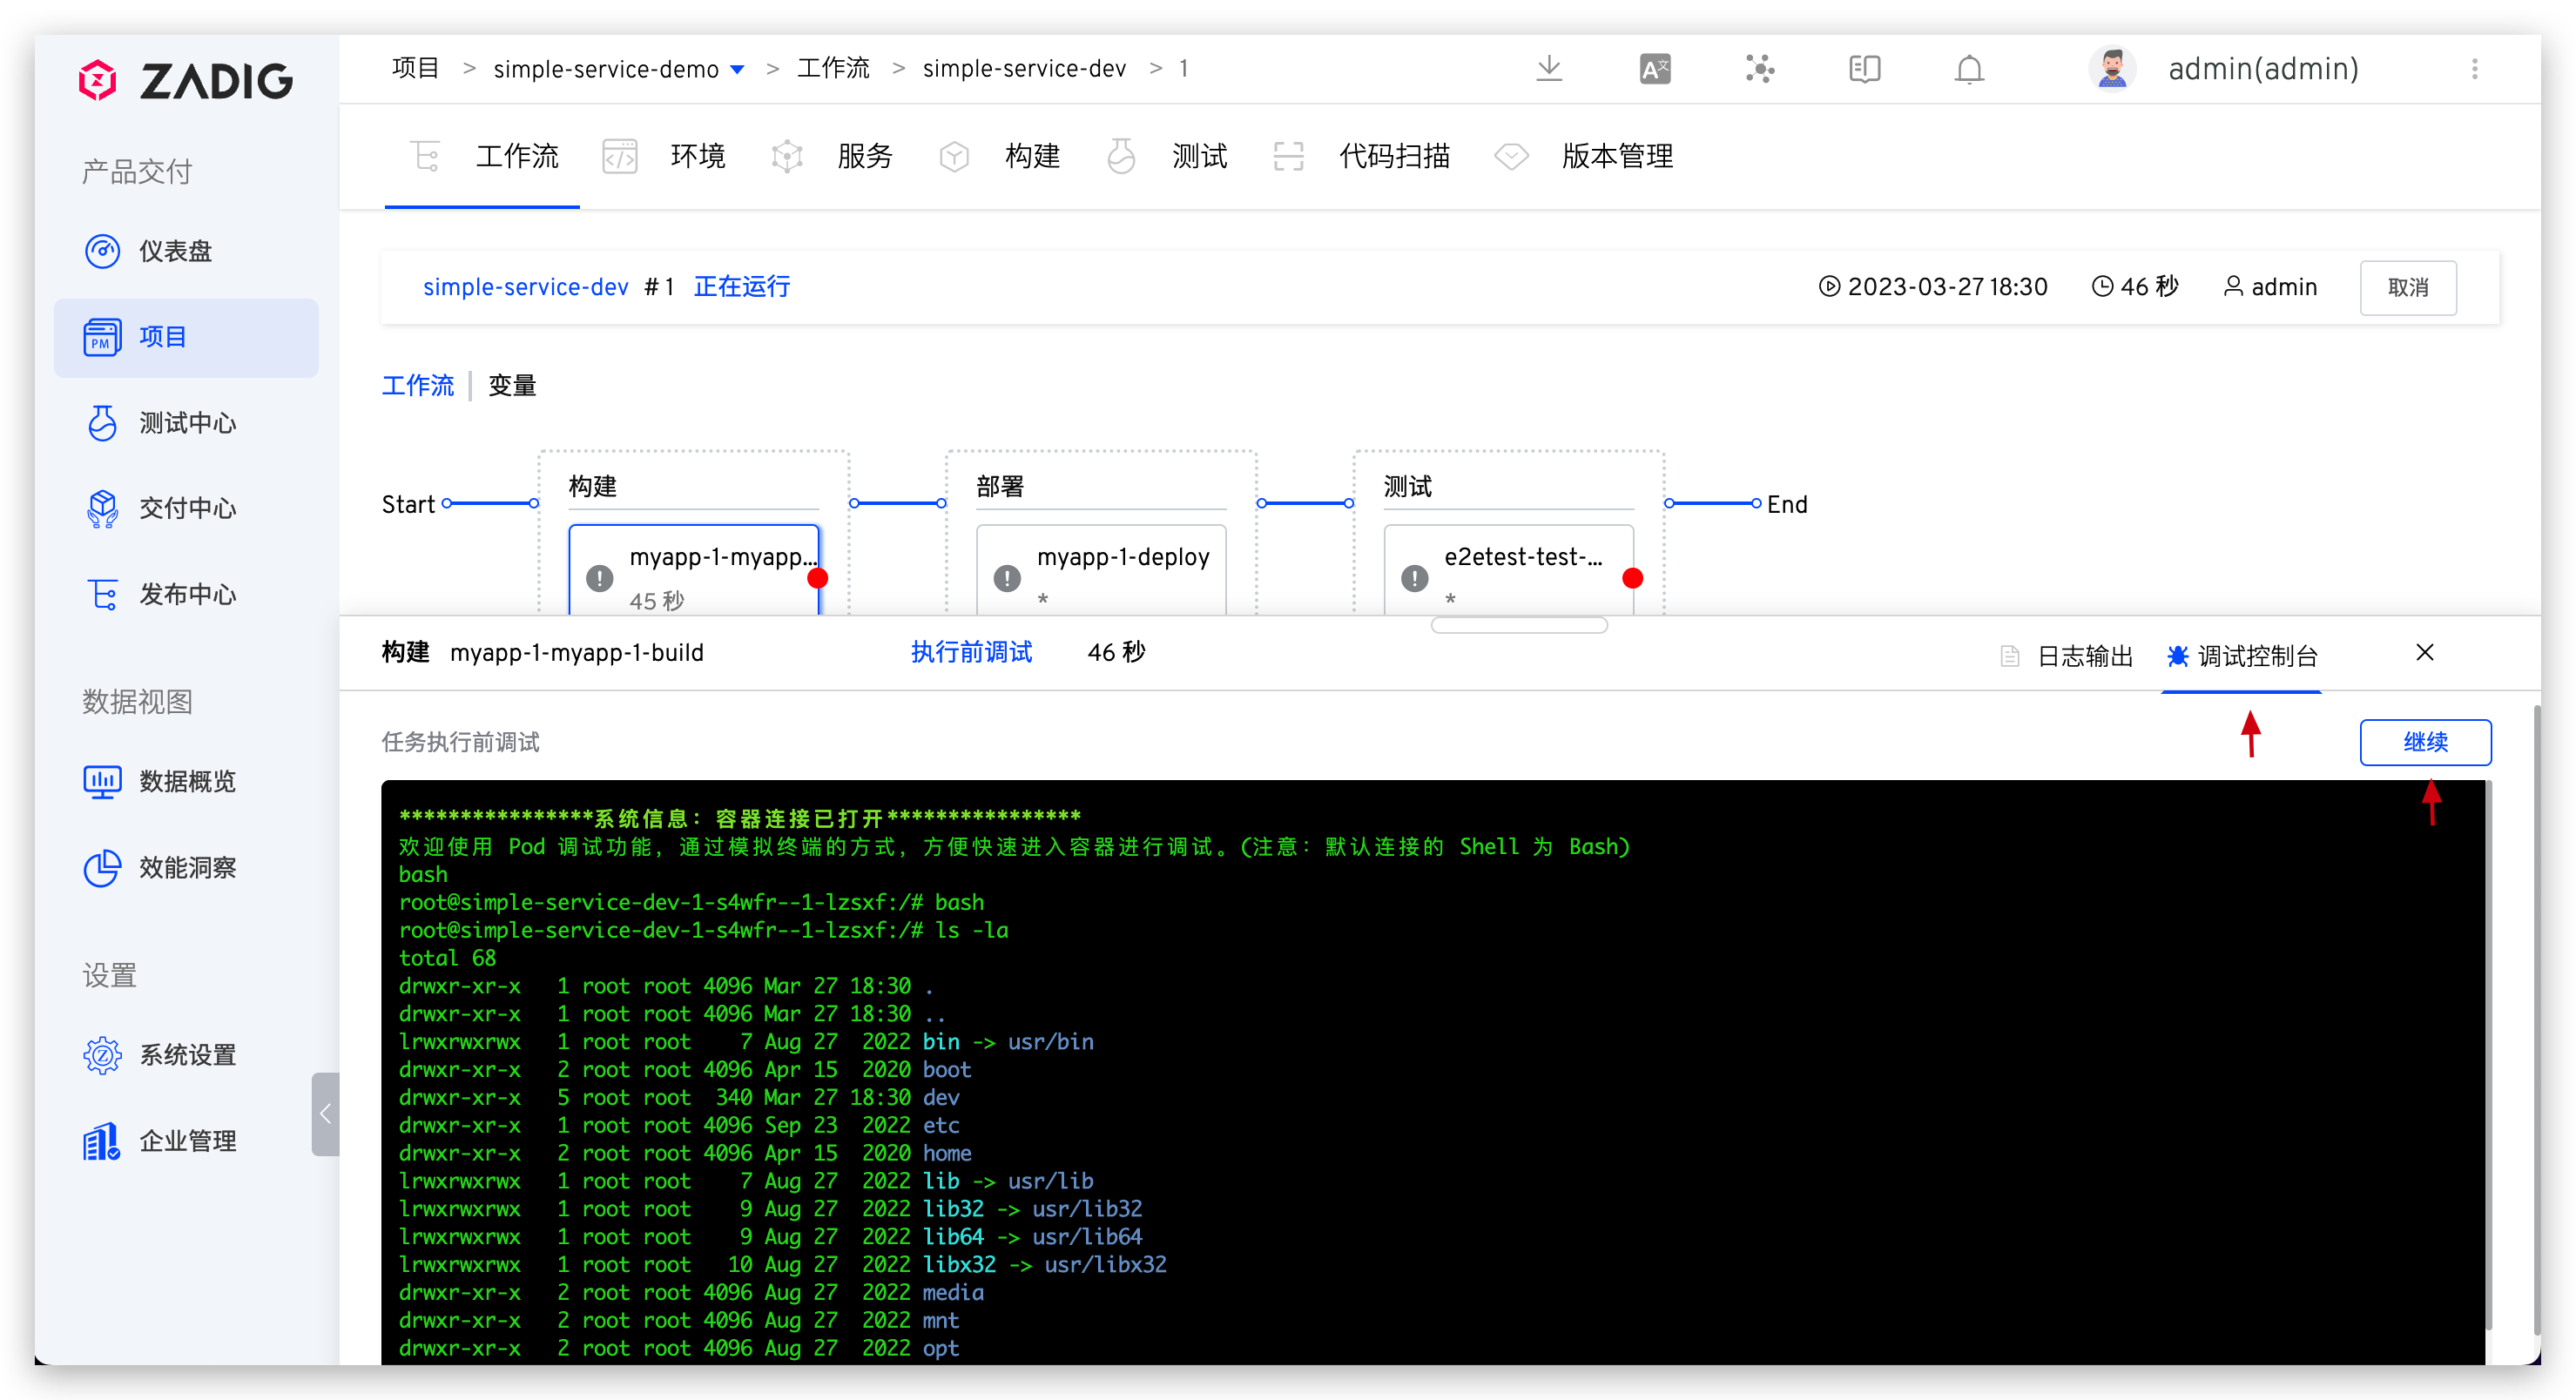 ZADIG
项目 > simple-service-demo > 工作流 > simple-service-dev > 1
admin(admin)
产品交付
仪表盘
PM 项目
测试中心
交付中心
发布中心
数据视图
数据概览
效能洞察
设置
系统设置
企业管理
工作流 环境 服务 构建 测试 代码扫描 版本管理
simple-service-dev # 1 正在运行 2023-03-27 18:30 46 秒 admin 取消
工作流 | 变量
Start 构建 部署 测试 End
myapp-1-myapp... myapp-1-deploy e2etest-test-...
45 秒 * *
构建 myapp-1-myapp-1-build 执行前调试 46 秒 日志输出 调试控制台
任务执行前调试 继续
****************系统信息: 容器连接已打开****************
欢迎使用 Pod 调试功能, 通过模拟终端的方式, 方便快速进入容器进行调试。(注意: 默认连接的 Shell 为 Bash)
bash
root@simple-service-dev-1-s4wfr--1-lzsxf:/# bash
root@simple-service-dev-1-s4wfr--1-lzsxf:/# ls -la
total 68
drwxr-xr-x 1 root root 4096 Mar 27 18:30 .
drwxr-xr-x 1 root root 4096 Mar 27 18:30 ..
lrwxrwxrwx 1 root root 7 Aug 27 2022 bin -> usr/bin
drwxr-xr-x 2 root root 4096 Apr 15 2020 boot
drwxr-xr-x 5 root root 340 Mar 27 18:30 dev
drwxr-xr-x 1 root root 4096 Sep 23 2022 etc
drwxr-xr-x 2 root root 4096 Apr 15 2020 home
lrwxrwxrwx 1 root root 7 Aug 27 2022 lib -> usr/lib
lrwxrwxrwx 1 root root 9 Aug 27 2022 lib32 -> usr/lib32
lrwxrwxrwx 1 root root 9 Aug 27 2022 lib64 -> usr/lib64
lrwxrwxrwx 1 root root 10 Aug 27 2022 libx32 -> usr/libx32
drwxr-xr-x 2 root root 4096 Aug 27 2022 media
drwxr-xr-x 2 root root 4096 Aug 27 2022 mnt
drwxr-xr-x 2 root root 4096 Aug 27 2022 opt